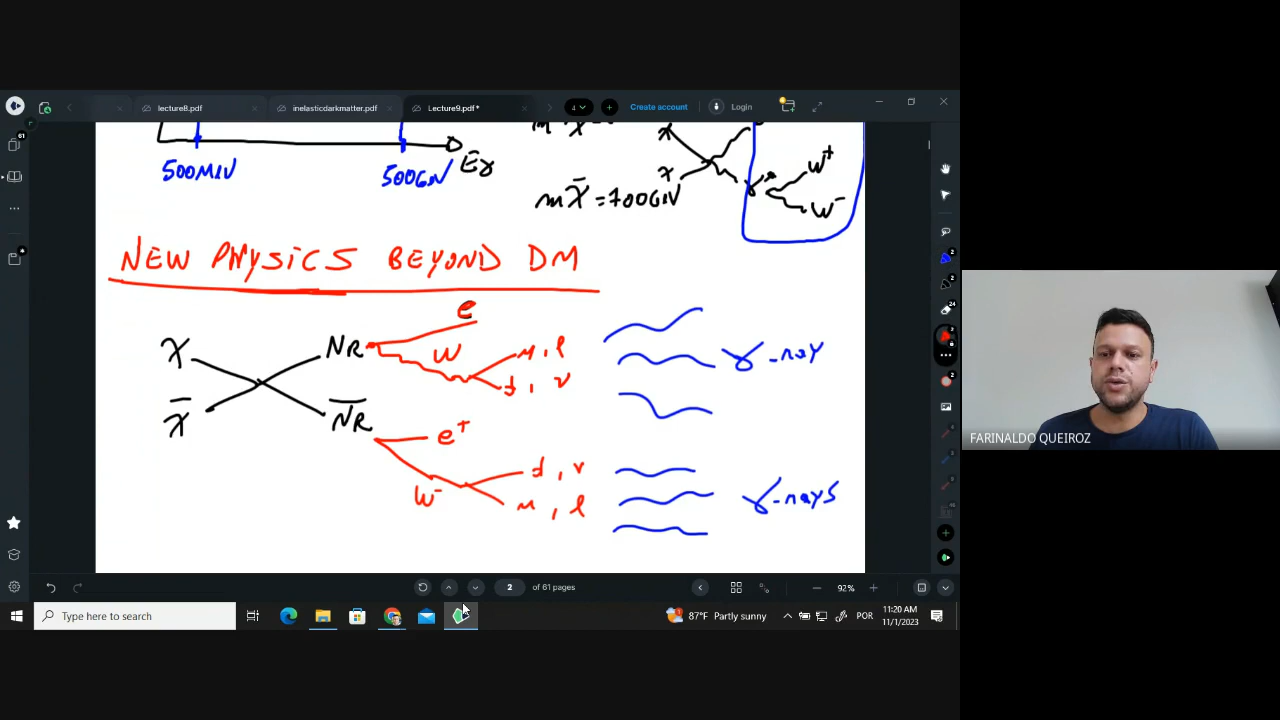 lecture8.pdf
inelasticdarkmatter.pdf
Lecture9.pdf *
4
Create account
Login
61
500MeV
500GeV
Eγ
m χ̄ = 700GeV
χ
χ
γ
W+
W-
NEW PHYSICS BEYOND DM
χ
χ̄
NR
N̄R̄
e
W
u, l
d, ν
e+
W-
d, ν
u, l
γ-ray
γ-rays
FARINALDO QUEIROZ
2
of 61 pages
92%
Type here to search
87°F Partly sunny
POR
11:20 AM
11/1/2023